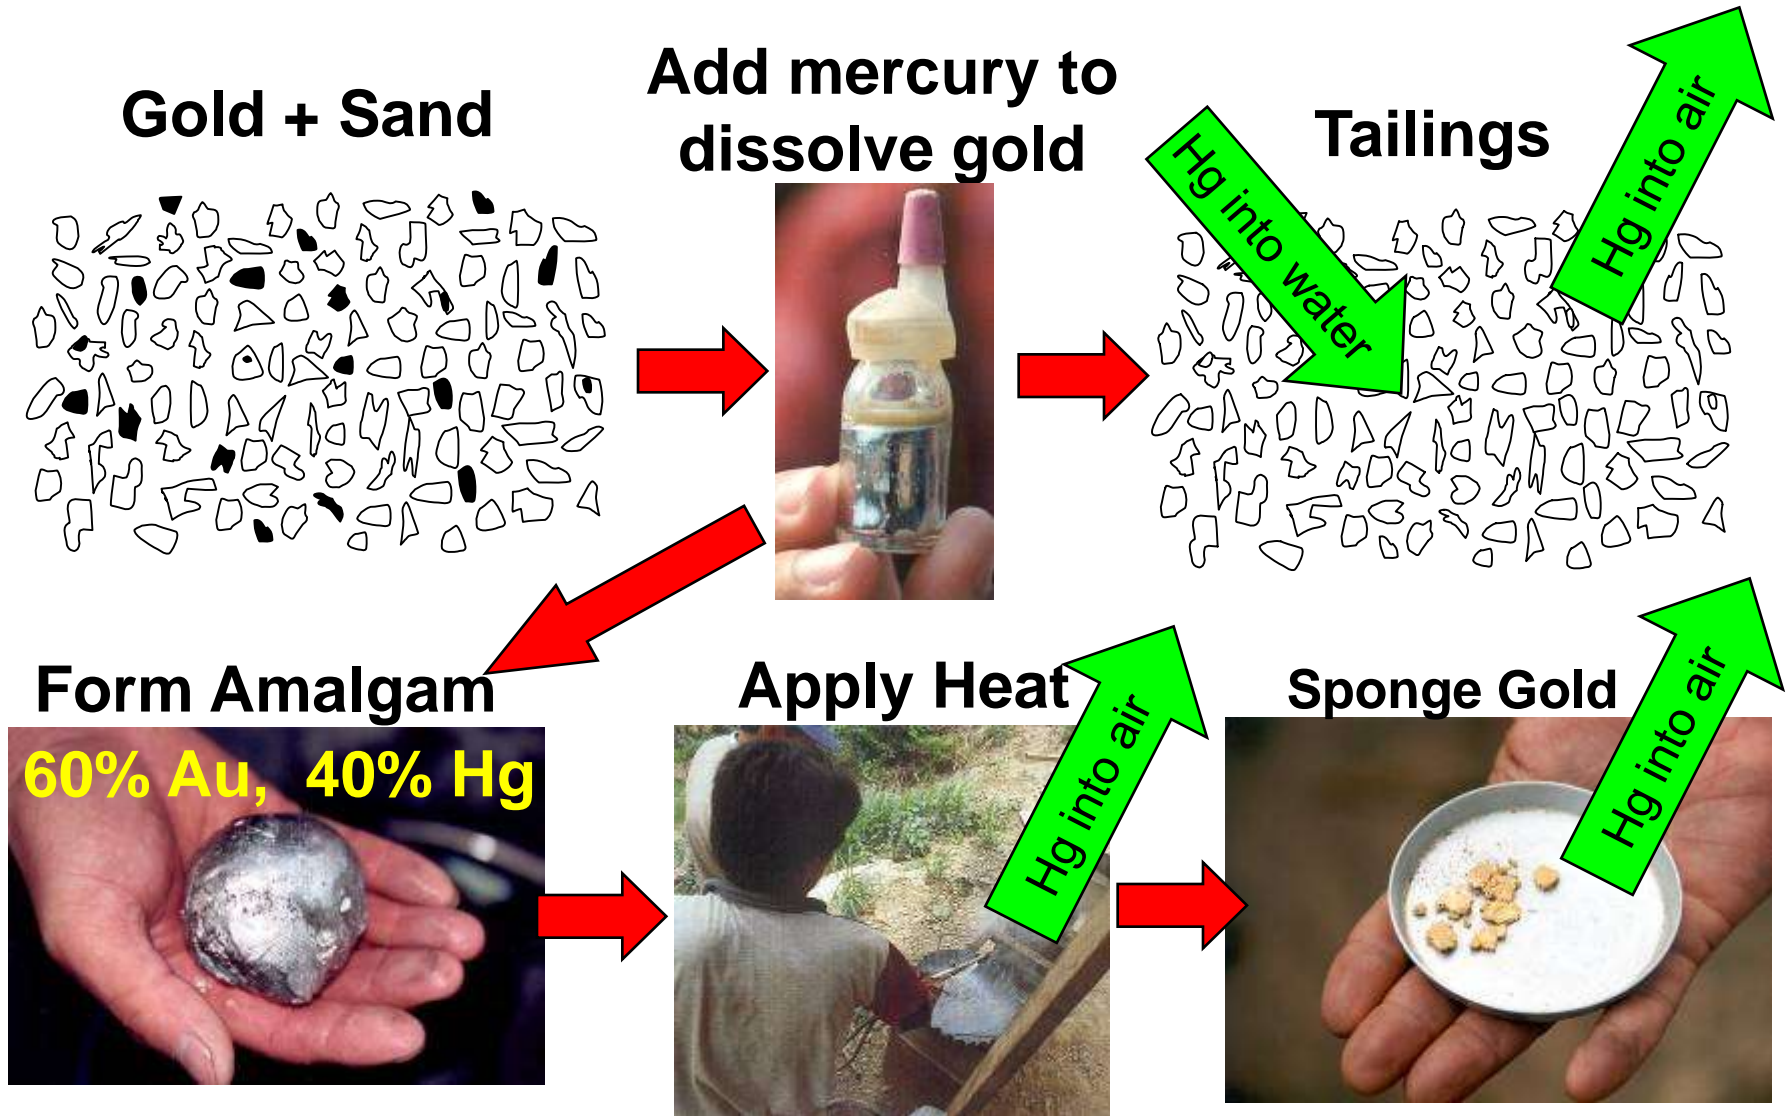 Gold + Sand
Add mercury to
dissolve gold
Tailings
Hg into water
Hg into air
Form Amalgam
60% Au, 40% Hg
Apply Heat
Hg into air
Sponge Gold
Hg into air